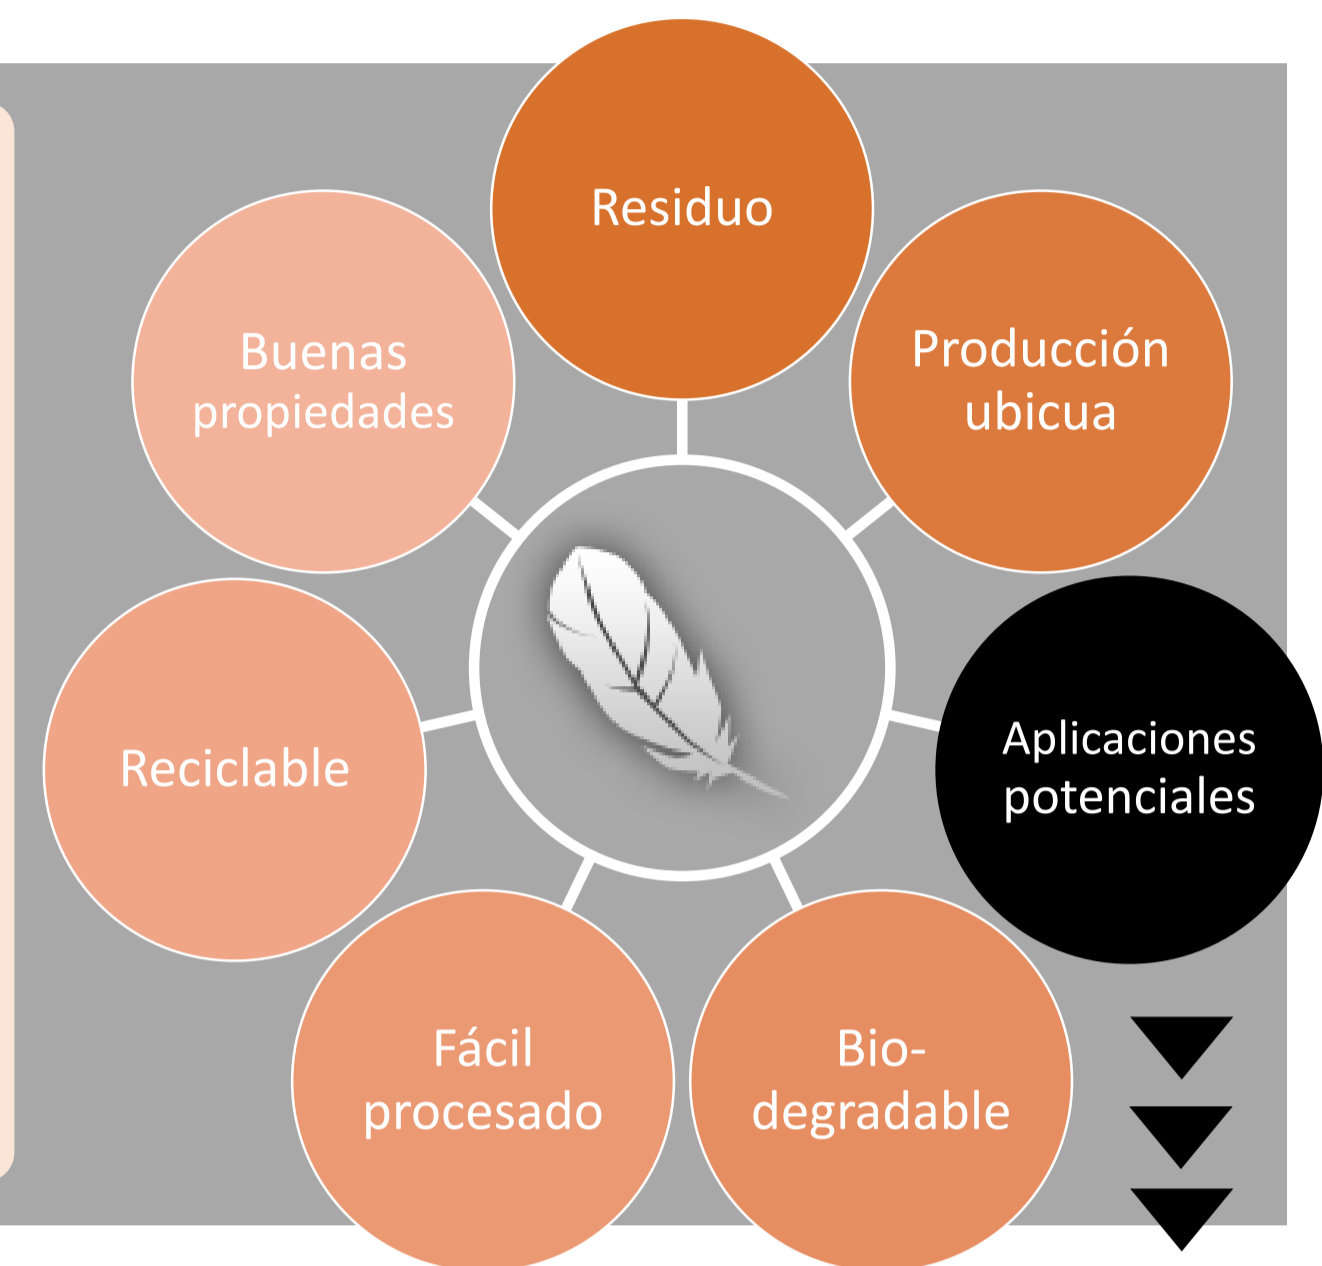 Residuo
Producción
ubicua
Aplicaciones
potenciales
Bio-
degradable
Fácil
procesado
Reciclable
Buenas
propiedades